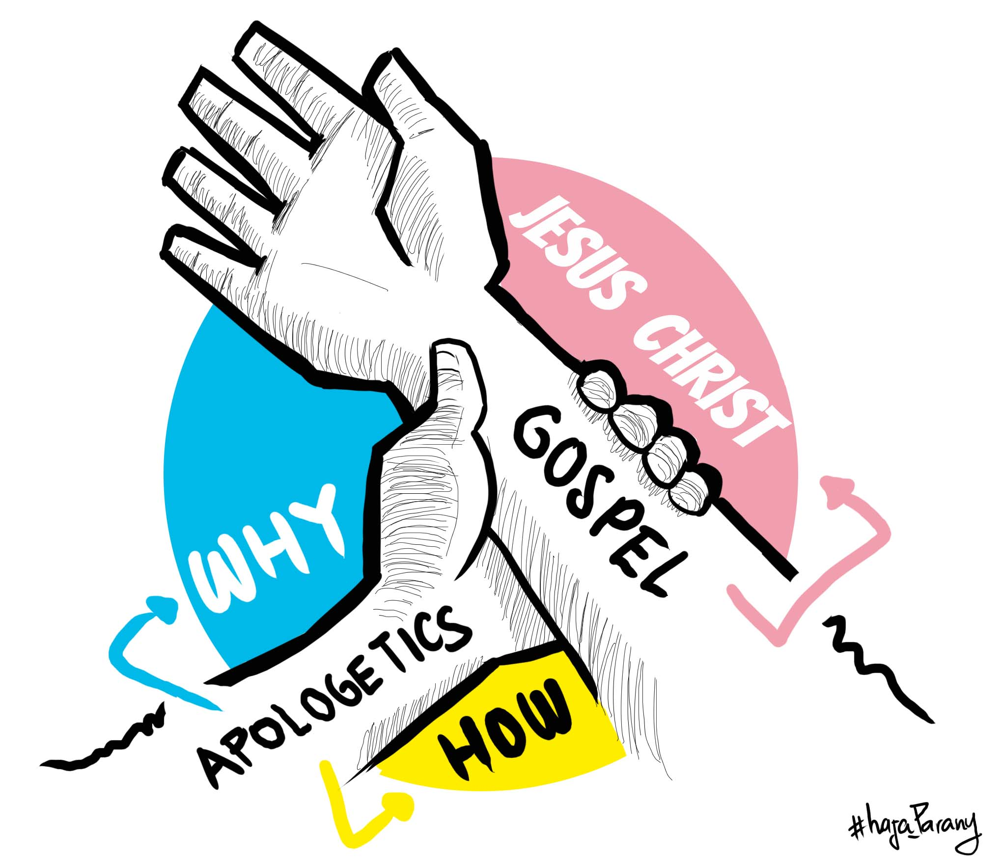 JESUS CHRIST
GOSPEL
WHY
APOLOGETICS
HOW
#haja_Parany